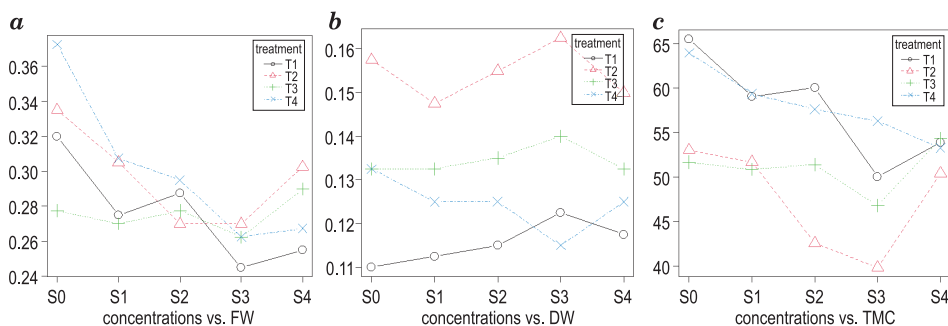 a
treatment
T1
T2
T3
T4
0.36
0.34
0.32
0.30
0.28
0.26
0.24
S0 S1 S2 S3 S4
concentrations vs. FW
b
treatment
T1
T2
T3
T4
0.16
0.15
0.14
0.13
0.12
0.11
S0 S1 S2 S3 S4
concentrations vs. DW
c
treatment
T1
T2
T3
T4
65
60
55
50
45
40
S0 S1 S2 S3 S4
concentrations vs. TMC